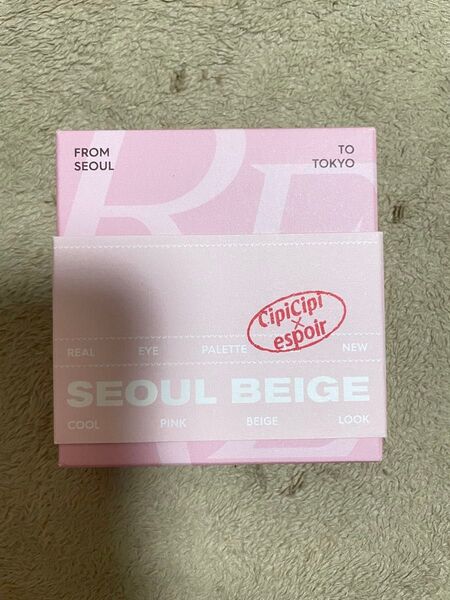 FROM SEOUL
TO TOKYO
CipiCipi
×
espoir
REAL EYE PALETTE NEW
SEOUL BEIGE
COOL PINK BEIGE LOOK